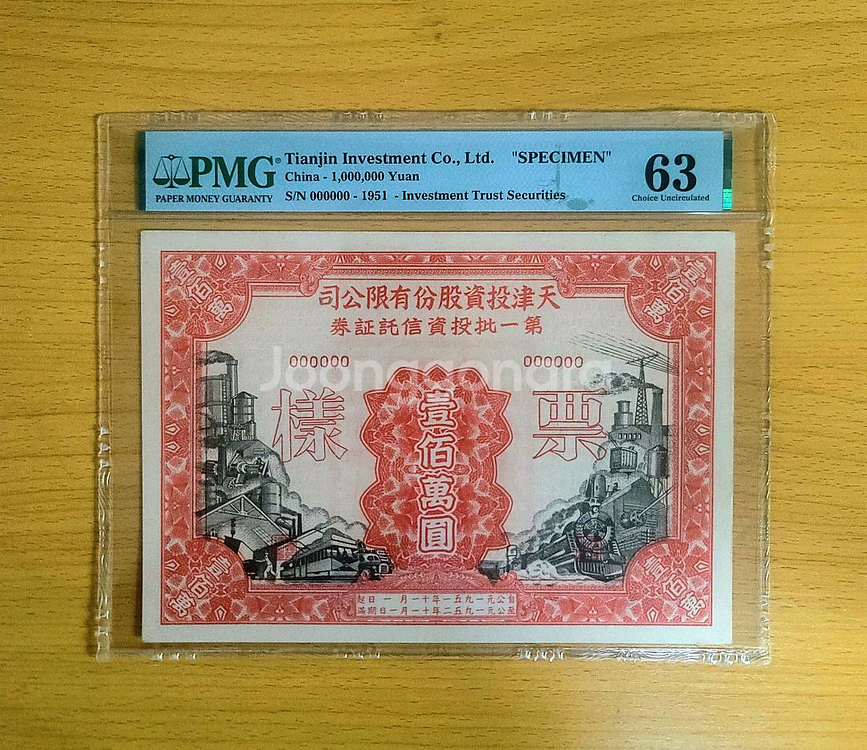 PMG
PAPER MONEY GUARANTY
Tianjin Investment Co., Ltd. "SPECIMEN"
China - 1,000,000 Yuan
S/N 000000 - 1951 - Investment Trust Securities
63
Choice Uncirculated
壹佰萬
壹佰萬
天津投資股份有限公司
第一批投資信託証券
000000
000000
Joonggonara
樣票
壹佰萬圓
自公元一九五一年十一月一日起
至公元一九五二年十一月一日期滿
壹佰萬
壹佰萬